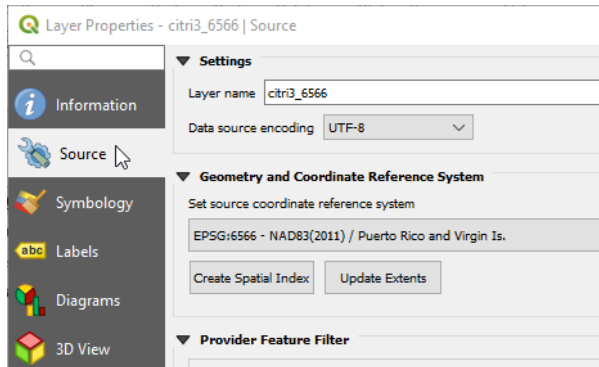 Layer Properties - citri3_6566 | Source
Settings
Information
Layer name citri3_6566
Data source encoding UTF-8
Source
Geometry and Coordinate Reference System
Symbology
Set source coordinate reference system
EPSG:6566 - NAD83(2011) / Puerto Rico and Virgin Is.
abc Labels
Create Spatial Index Update Extents
Diagrams
Provider Feature Filter
3D View